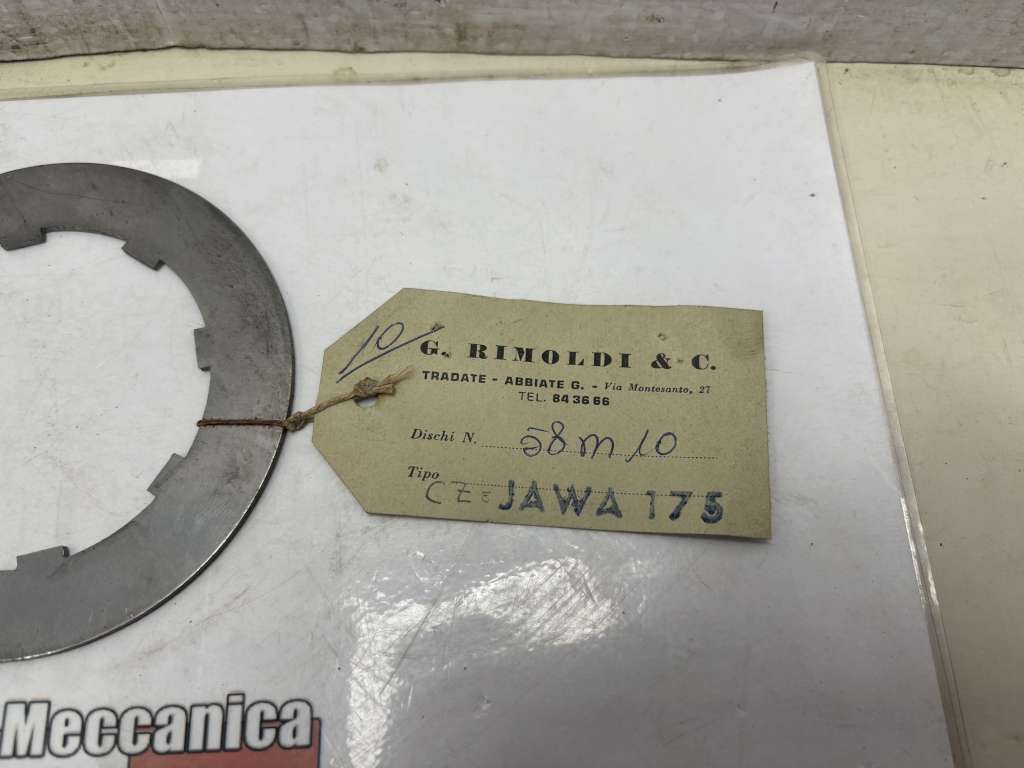 10
G. RIMOLDI & C.
TRADATE - ABBIATE G. - Via Montesanto, 27
TEL. 84 36 66
Dischi N. 58 M 10
Tipo CZ = JAWA 175
Meccanica